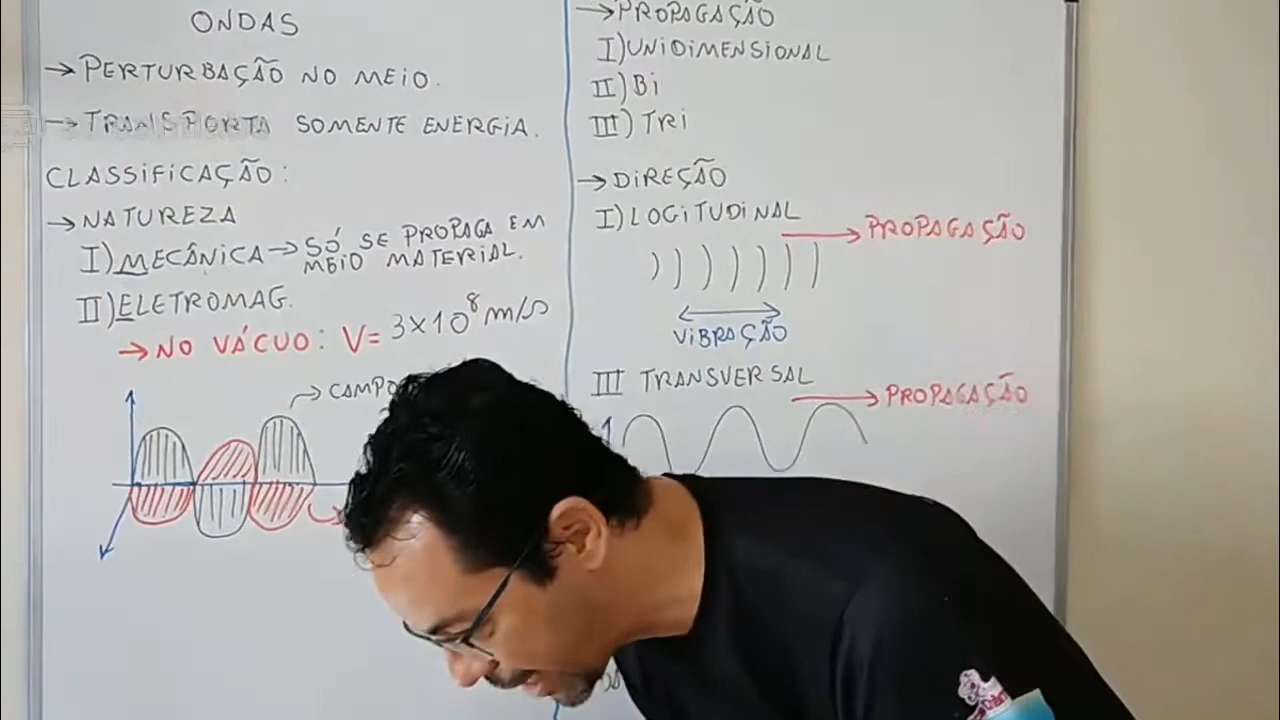 ONDAS
→ PERTURBAÇÃO NO MEIO.
→ TRANSPORTA SOMENTE ENERGIA.
CLASSIFICAÇÃO:
→ NATUREZA
I) MECÂNICA → SÓ SE PROPAGA EM
MEIO MATERIAL.
II) ELETROMAG.
→ NO VÁCUO: V= 3×10⁸ m/s
→ CAMPO
→ PROPAGAÇÃO
I) UNIDIMENSIONAL
II) Bi
III) TRi
→ DIREÇÃO
I) LOGITUDINAL
→ PROPAGAÇÃO
VIBRAÇÃO
III TRANSVERSAL
→ PROPAGAÇÃO